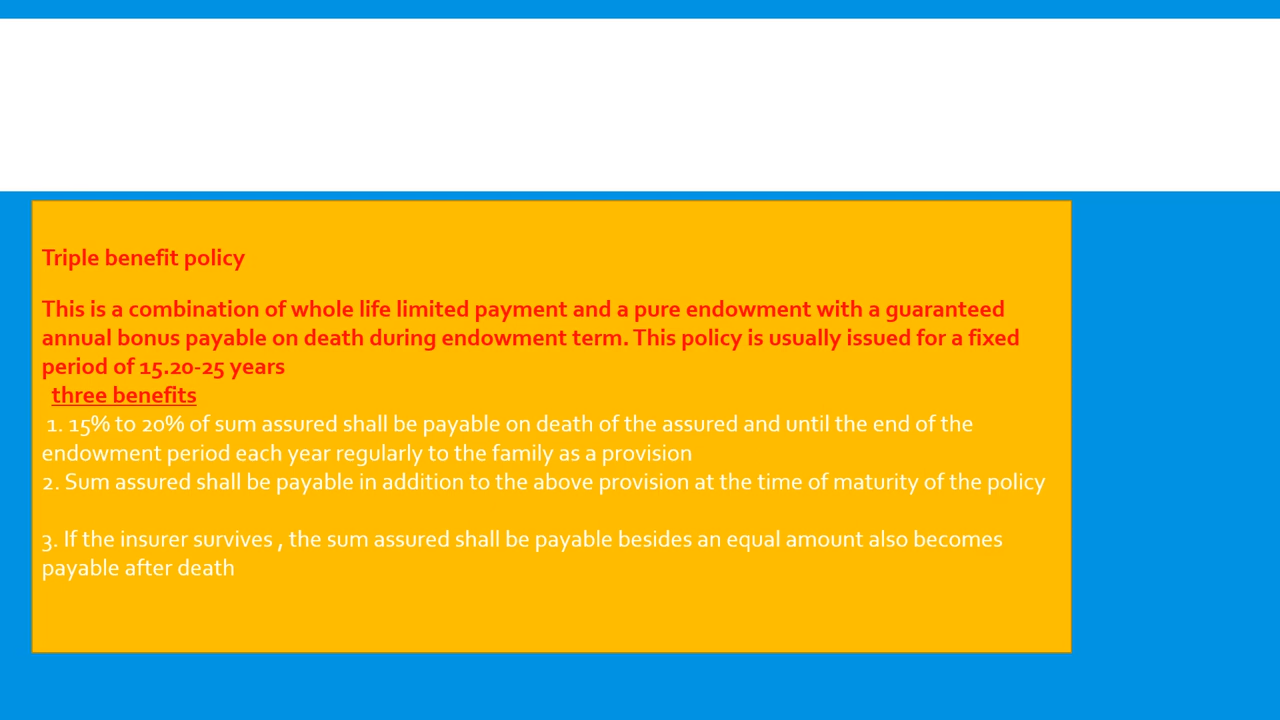 Triple benefit policy
This is a combination of whole life limited payment and a pure endowment with a guaranteed
annual bonus payable on death during endowment term. This policy is usually issued for a fixed
period of 15.20-25 years
three benefits
1. 15% to 20% of sum assured shall be payable on death of the assured and until the end of the
endowment period each year regularly to the family as a provision
2. Sum assured shall be payable in addition to the above provision at the time of maturity of the policy
3. If the insurer survives , the sum assured shall be payable besides an equal amount also becomes
payable after death